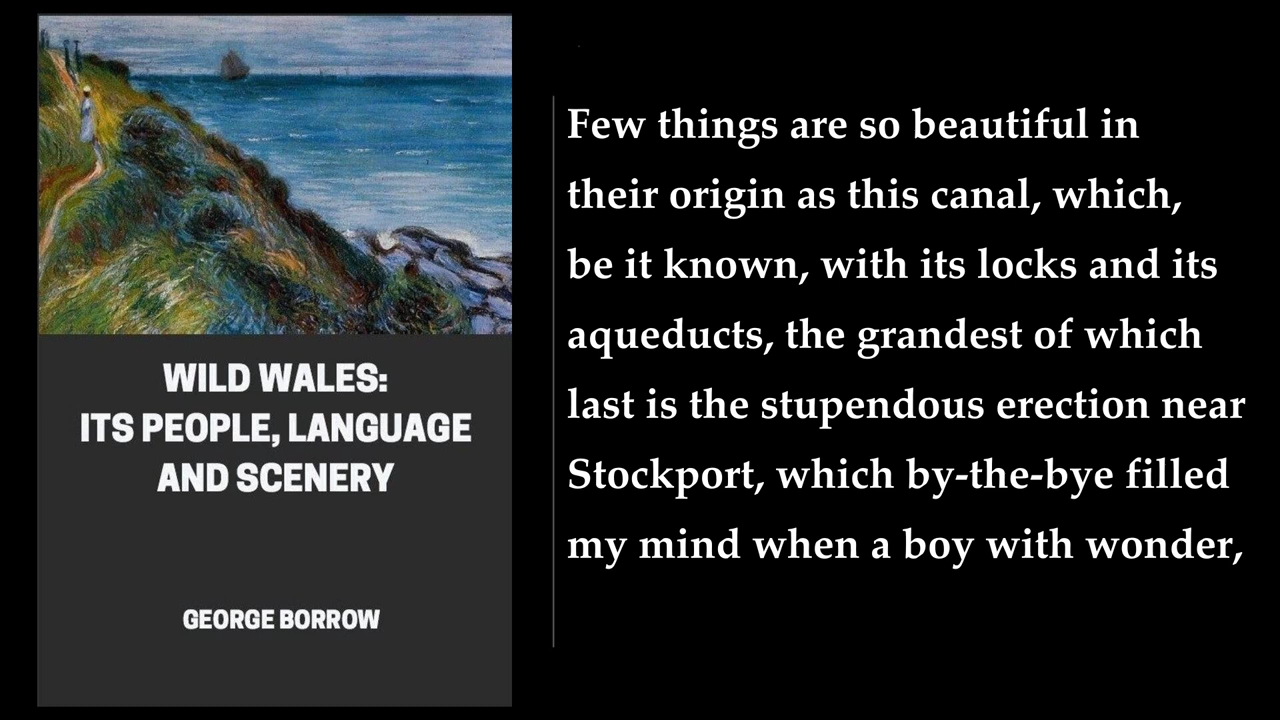 WILD WALES:
ITS PEOPLE, LANGUAGE
AND SCENERY
GEORGE BORROW
Few things are so beautiful in
their origin as this canal, which,
be it known, with its locks and its
aqueducts, the grandest of which
last is the stupendous erection near
Stockport, which by-the-bye filled
my mind when a boy with wonder,